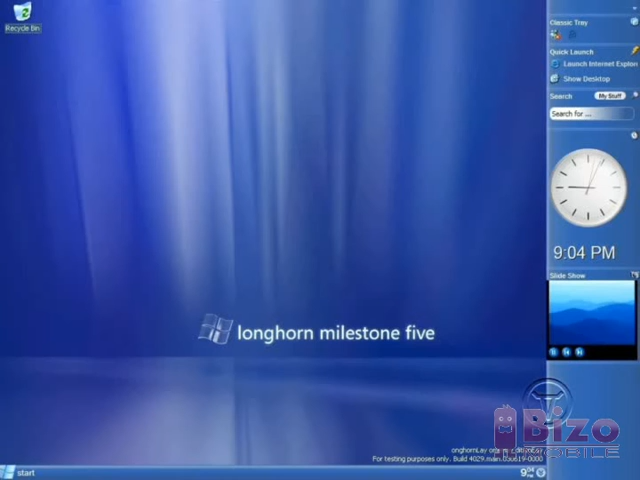 Recycle Bin
Classic Tray
Quick Launch
Launch Internet Explor
Show Desktop
Search My Stuff
Search for ...
9:04 PM
Slide Show
longhorn milestone five
Bizo
MOBILE
For testing purposes only. Build 4029.main.030619-0000
start